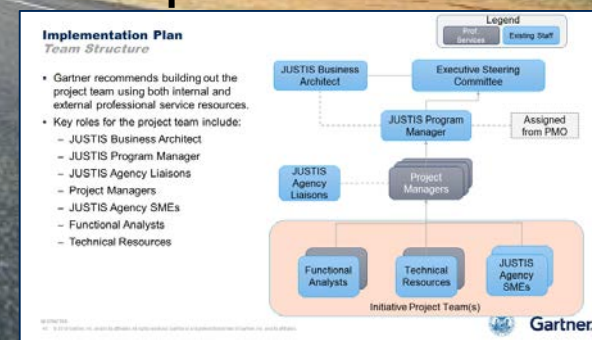 Implementation Plan
Team Structure
• Gartner recommends building out the
project team using both internal and
external professional service resources.
• Key roles for the project team include:
– JUSTIS Business Architect
– JUSTIS Program Manager
– JUSTIS Agency Liaisons
– Project Managers
– JUSTIS Agency SMEs
– Functional Analysts
– Technical Resources
Legend
Prof.
Services
Existing Staff
JUSTIS Business
Architect
Executive Steering
Committee
JUSTIS Program
Manager
Assigned
from PMO
JUSTIS
Agency
Liaisons
Project
Managers
Functional
Analysts
Technical
Resources
JUSTIS
Agency
SMEs
Initiative Project Team(s)
Gartner